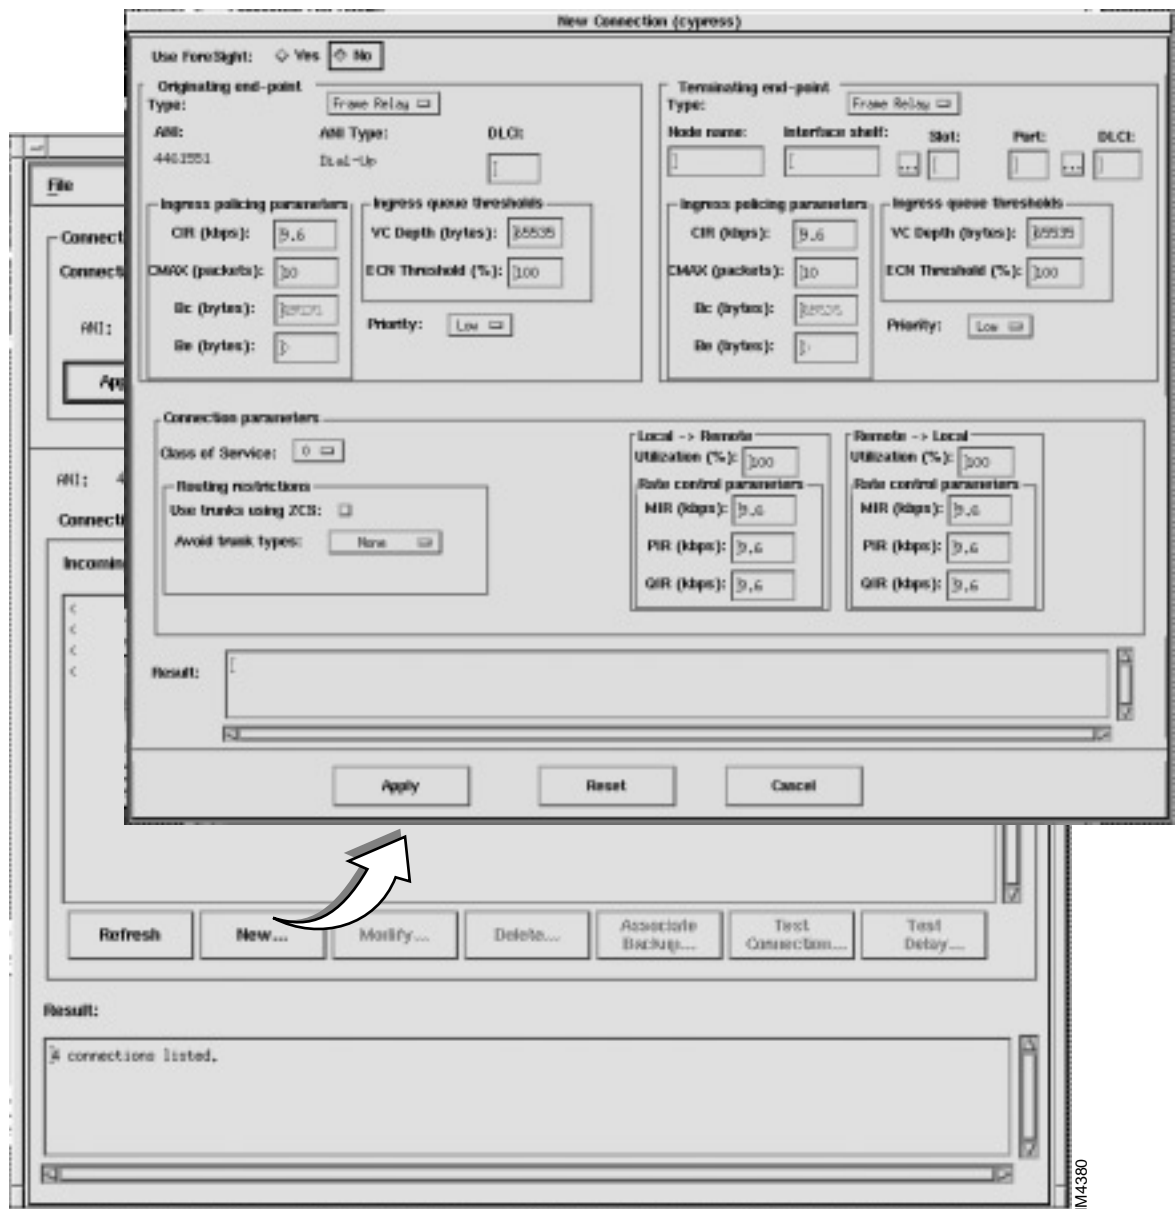 New Connection (cypress)
Use ForeSight: Yes No
Originating end-point
Type: Frame Relay
ANI: ANI Type: DLCI:
4461551 Dial-Up
Ingress policing parameters
CIR (kbps): 9.6
CMAX (packets): 10
Bc (bytes):
Be (bytes):
Ingress queue thresholds
VC Depth (bytes): 65535
ECN Threshold (%): 100
Priority: Low
Terminating end-point
Type: Frame Relay
Node name: Interface shelf: Slot: Port: DLCI:
... ...
Ingress policing parameters
CIR (kbps): 9.6
CMAX (packets): 10
Bc (bytes):
Be (bytes):
Ingress queue thresholds
VC Depth (bytes): 65535
ECN Threshold (%): 100
Priority: Low
Connection parameters
Class of Service: 0
Routing restrictions
Use trunks using ZCS:
Avoid trunk types: None
Local -> Remote
Utilization (%): 100
Rate control parameters
MIR (kbps): 9.6
PIR (kbps): 9.6
QIR (kbps): 9.6
Remote -> Local
Utilization (%): 100
Rate control parameters
MIR (kbps): 9.6
PIR (kbps): 9.6
QIR (kbps): 9.6
Result:
Apply Reset Cancel
File
Connect
Connecti
ANI:
App
ANI: 4
Connecti
Incomin
<
<
<
<
Refresh New... Modify... Delete... Associate Backup... Test Connection... Test Delay...
Result:
4 connections listed.
IM4380